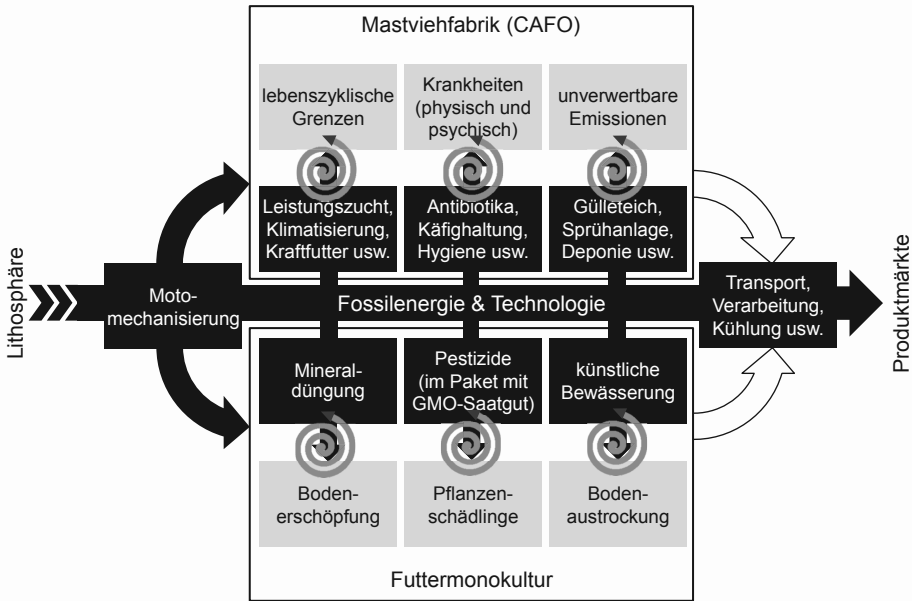 Mastviehfabrik (CAFO)
lebenszyklische
Grenzen
Krankheiten
(physisch und
psychisch)
unverwertbare
Emissionen
Leistungszucht,
Klimatisierung,
Kraftfutter usw.
Antibiotika,
Käfighaltung,
Hygiene usw.
Gülleteich,
Sprühanlage,
Deponie usw.
Lithosphäre
Moto-
mechanisierung
Fossilenergie & Technologie
Transport,
Verarbeitung,
Kühlung usw.
Produktmärkte
Mineral-
düngung
Pestizide
(im Paket mit
GMO-Saatgut)
künstliche
Bewässerung
Boden-
erschöpfung
Pflanzen-
schädlinge
Boden-
austrockung
Futtermonokultur